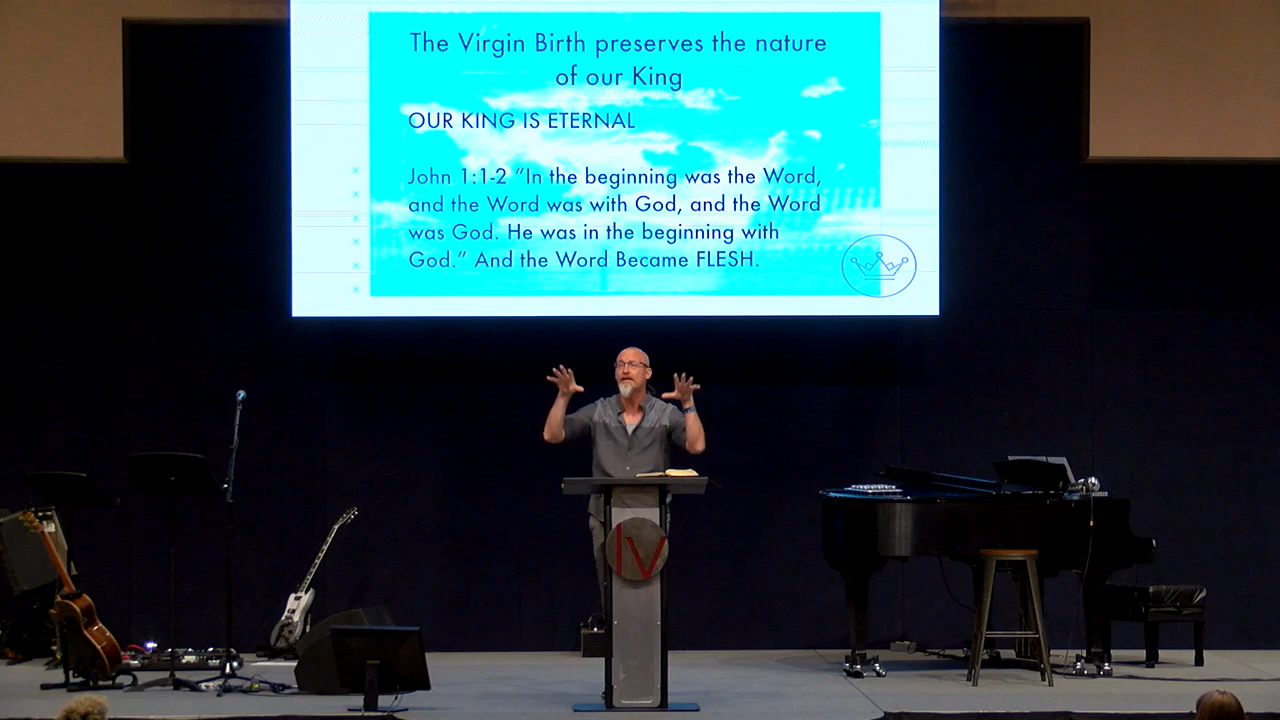 The Virgin Birth preserves the nature
of our King
OUR KING IS ETERNAL
John 1:1-2 “In the beginning was the Word,
and the Word was with God, and the Word
was God. He was in the beginning with
God.” And the Word Became FLESH.
IV